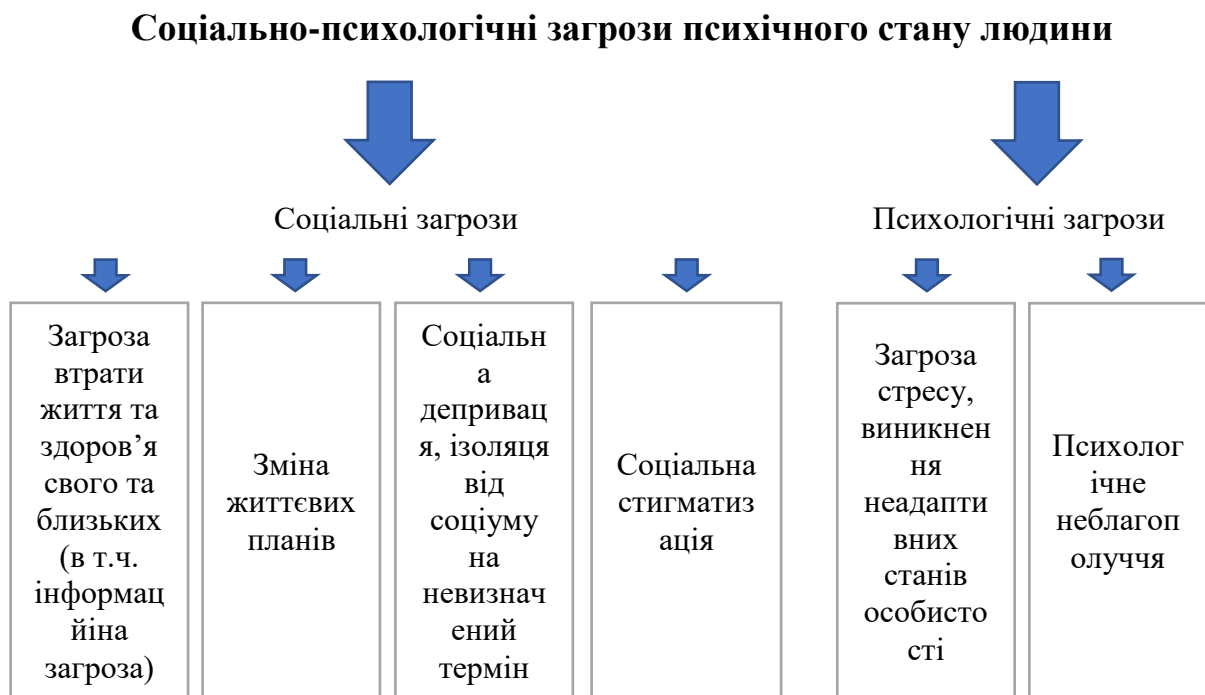 Соціально-психологічні загрози психічного стану людини
Соціальні загрози
Психологічні загрози
Загроза
втрати
життя та
здоров’я
свого та
близьких
(в т.ч.
інформац
йіна
загроза)
Зміна
життєвих
планів
Соціальн
а
депривац
я, ізоляця
від
соціуму
на
невизнач
ений
термін
Соціальна
стигматиз
ація
Загроза
стресу,
виникнен
ня
неадапти
вних
станів
особисто
сті
Психолог
ічне
неблагоп
олуччя